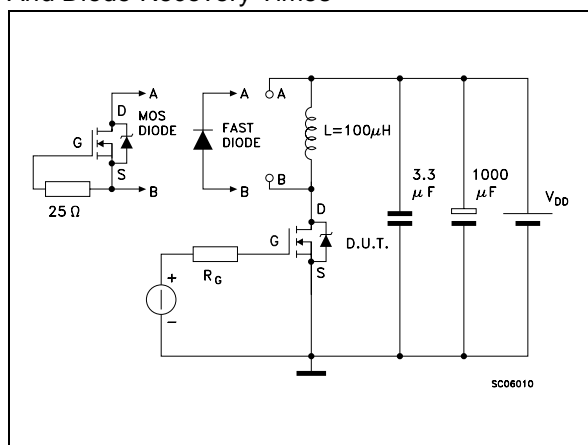 And Diode Recovery Times
A
D
MOS
DIODE
G
S
B
25 Ω
A
FAST
DIODE
B
A
L=100μH
B
D
G
D.U.T.
S
RG
+
-
3.3
μF
1000
μF
VDD
SC06010